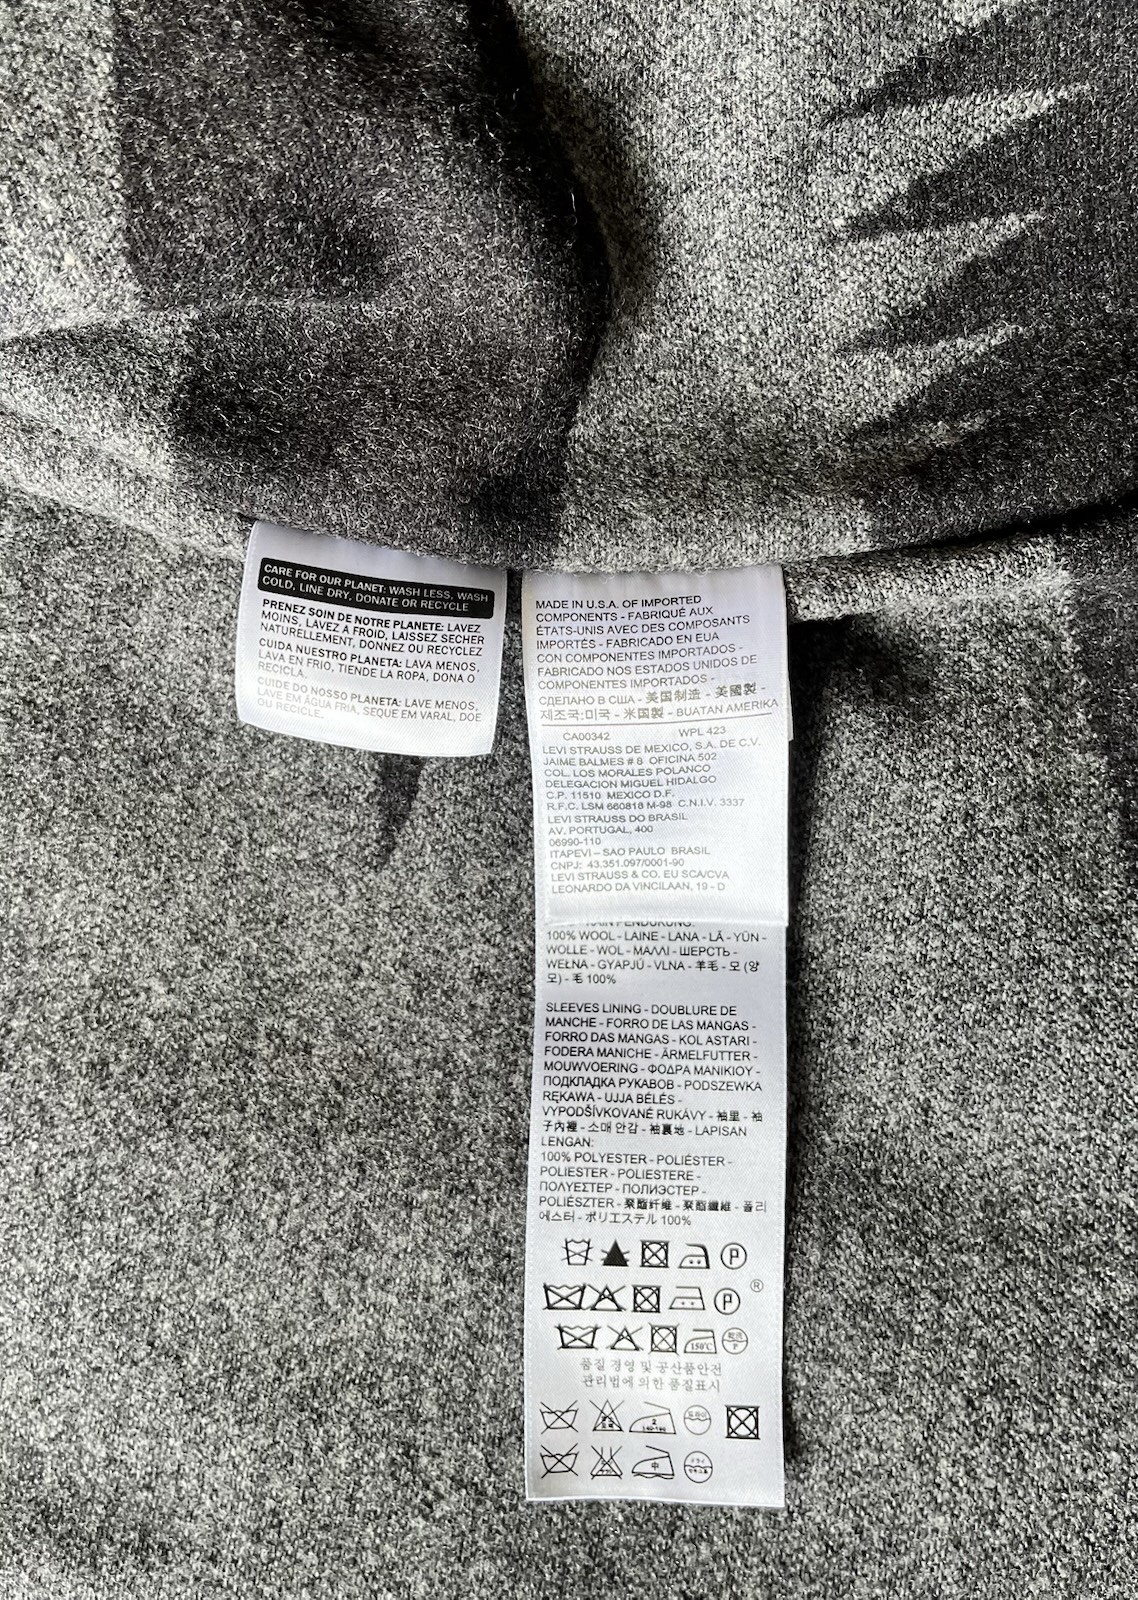 CARE FOR OUR PLANET: WASH LESS, WASH
COLD, LINE DRY, DONATE OR RECYCLE
PRENEZ SOIN DE NOTRE PLANETE: LAVEZ
MOINS, LAVEZ À FROID, LAISSEZ SECHER
NATURELLEMENT, DONNEZ OU RECYCLEZ
CUIDA NUESTRO PLANETA: LAVA MENOS,
LAVA EN FRIO, TIENDE LA ROPA, DONA O
RECICLA.
CUIDE DO NOSSO PLANETA: LAVE MENOS,
LAVE EM ÁGUA FRIA, SEQUE EM VARAL, DOE
OU RECICLE.
MADE IN U.S.A. OF IMPORTED
COMPONENTS - FABRIQUÉ AUX
ÉTATS-UNIS AVEC DES COMPOSANTS
IMPORTÉS - FABRICADO EN EUA
CON COMPONENTES IMPORTADOS -
FABRICADO NOS ESTADOS UNIDOS DE
COMPONENTES IMPORTADOS -
СДЕЛАНО В США - 美国制造 - 美國製 -
제조국:미국 - 米国製 - BUATAN AMERIKA
CA00342 WPL 423
LEVI STRAUSS DE MEXICO, S.A. DE C.V.
JAIME BALMES # 8 OFICINA 502
COL. LOS MORALES POLANCO
DELEGACION MIGUEL HIDALGO
C.P. 11510 MEXICO D.F.
R.F.C. LSM 660818 M-98 C.N.I.V. 3337
LEVI STRAUSS DO BRASIL
AV. PORTUGAL, 400
06990-110
ITAPEVI – SAO PAULO BRASIL
CNPJ: 43.351.097/0001-90
LEVI STRAUSS & CO. EU SCA/CVA
LEONARDO DA VINCILAAN, 19 - D
100% WOOL - LAINE - LANA - LÃ - YÜN -
WOLLE - WOL - ΜΑΛΛΙ - ШЕРСТЬ -
WEŁNA - GYAPJÚ - VLNA - 羊毛 - 모 (양
모) - 毛 100%
SLEEVES LINING - DOUBLURE DE
MANCHE - FORRO DE LAS MANGAS -
FORRO DAS MANGAS - KOL ASTARI -
FODERA MANICHE - ÄRMELFUTTER -
MOUWVOERING - ΦΟΔΡΑ ΜΑΝΙΚΙΟΥ -
ПОДКЛАДКА РУКАВОВ - PODSZEWKA
RĘKAWA - UJJA BÉLÉS -
VYPODŠÍVKOVANÉ RUKÁVY - 袖里 - 袖
子內裡 - 소매 안감 - 袖裏地 - LAPISAN
LENGAN:
100% POLYESTER - POLIÉSTER -
POLIESTER - POLIESTERE -
ΠΟΛΥΕΣΤΕΡ - ПОЛИЭСТЕР -
POLIÉSZTER - 聚酯纤维 - 聚酯纖維 - 폴리
에스터 - ポリエステル 100%
P
P ®
150°C P
품질 경영 및 공산품안전
관리법에 의한 품질표시
2 드라이
中 ドライ